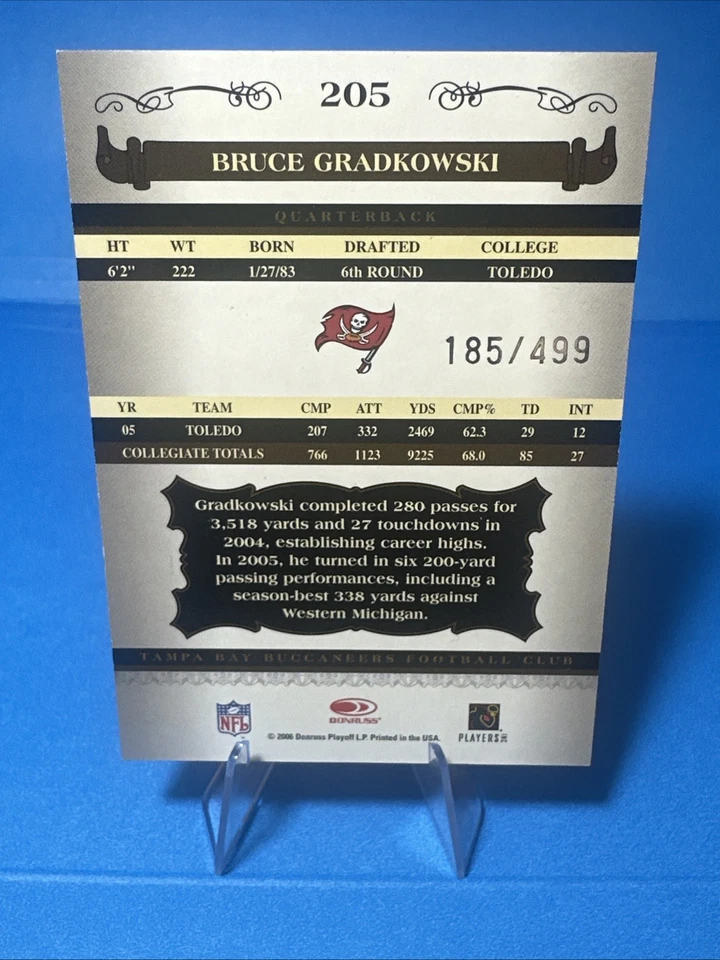 205
BRUCE GRADKOWSKI
QUARTERBACK
HT WT BORN DRAFTED COLLEGE
6'2" 222 1/27/83 6th ROUND TOLEDO
185/499
YR TEAM CMP ATT YDS CMP% TD INT
05 TOLEDO 207 332 2469 62.3 29 12
COLLEGIATE TOTALS 766 1123 9225 68.0 85 27
Gradkowski completed 280 passes for
3,518 yards and 27 touchdowns in
2004, establishing career highs.
In 2005, he turned in six 200-yard
passing performances, including a
season-best 338 yards against
Western Michigan.
TAMPA BAY BUCCANEERS FOOTBALL CLUB
NFL DONRUSS PLAYERS INC
© 2006 Donruss Playoff L.P. Printed in the USA.